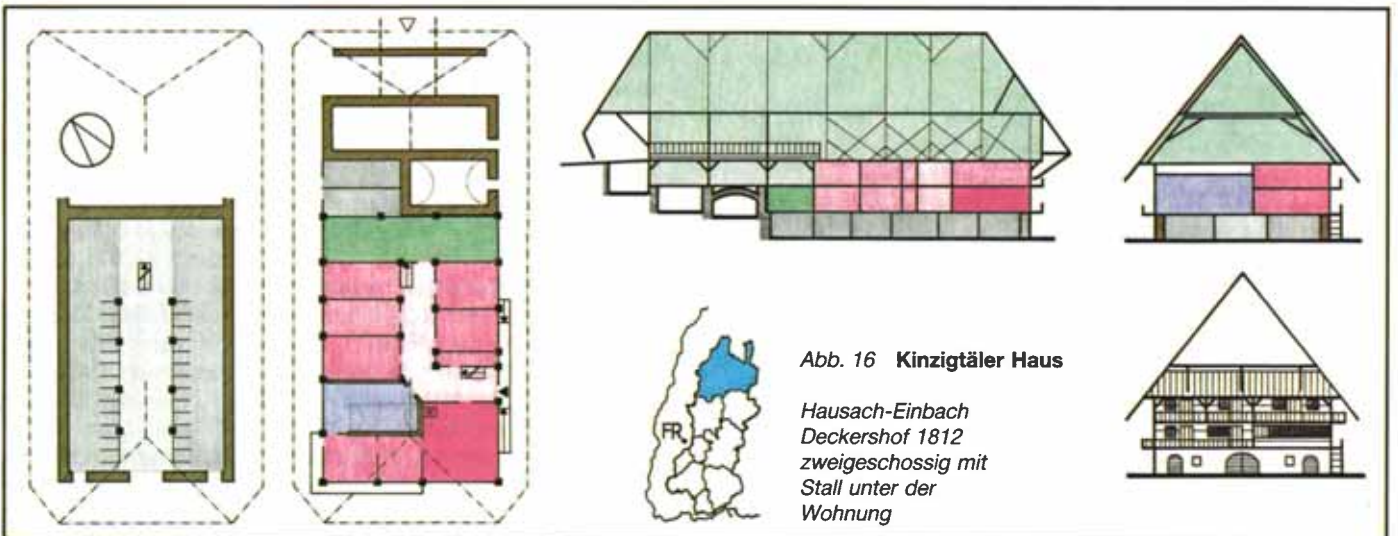 FR.
Abb. 16 Kinzigtäler Haus
Hausach-Einbach
Deckershof 1812
zweigeschossig mit
Stall unter der
Wohnung